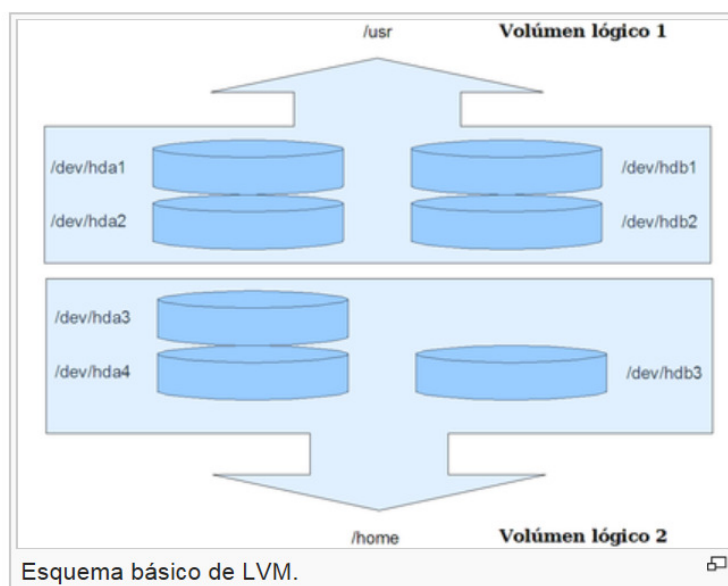 /usr Volúmen lógico 1
/dev/hda1 /dev/hdb1
/dev/hda2 /dev/hdb2
/dev/hda3
/dev/hda4 /dev/hdb3
/home Volúmen lógico 2
Esquema básico de LVM.